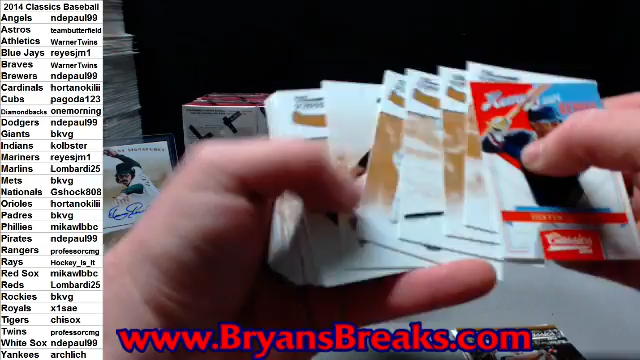 2014 Classics Baseball
Angels ndepaul99
Astros teambutterfield
Athletics WarnerTwins
Blue Jays reyesjm1
Braves WarnerTwins
Brewers ndepaul99
Cardinals hortanokilii
Cubs pagoda123
Diamondbacks onemorning
Dodgers ndepaul99
Giants bkvg
Indians kolbster
Mariners reyesjm1
Marlins Lombardi25
Mets bkvg
Nationals Gshock808
Orioles hortanokilii
Padres bkvg
Phillies mikawlbbc
Pirates ndepaul99
Rangers professorcmg
Rays Hockey_Is_It
Red Sox mikawlbbc
Reds Lombardi25
Rockies bkvg
Royals x1sae
Tigers chisox
Twins professorcmg
White Sox ndepaul99
Yankees archlich
Classics
www.BryansBreaks.com